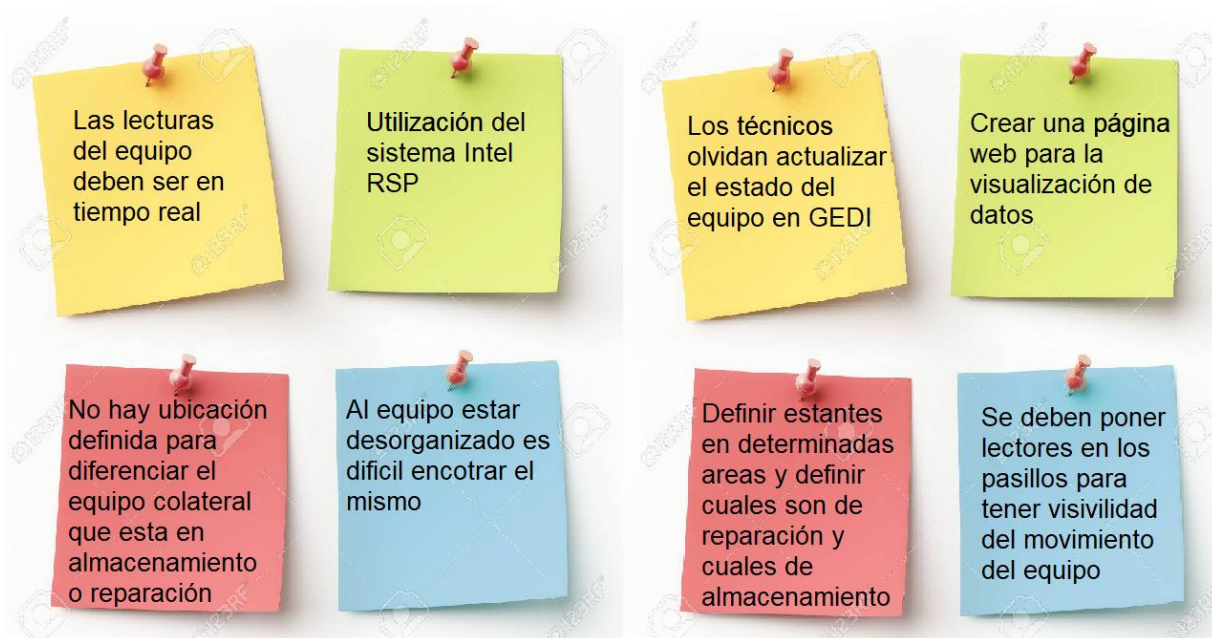 Las lecturas
del equipo
deben ser en
tiempo real
Utilización del
sistema Intel
RSP
Los técnicos
olvidan actualizar
el estado del
equipo en GEDI
Crear una página
web para la
visualización de
datos
No hay ubicación
definida para
diferenciar el
equipo colateral
que esta en
almacenamiento
o reparación
Al equipo estar
desorganizado es
dificil encotrar el
mismo
Definir estantes
en determinadas
areas y definir
cuales son de
reparación y
cuales de
almacenamiento
Se deben poner
lectores en los
pasillos para
tener visivilidad
del movimiento
del equipo